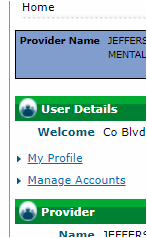 Home
Provider Name JEFFERS
MENTAL
User Details
Welcome Co Blvd
My Profile
Manage Accounts
Provider
Name JEFFERS